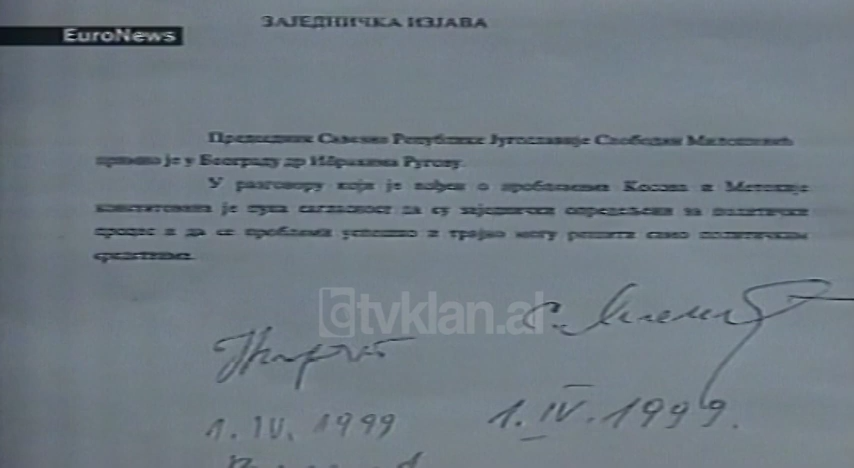 ЗАЈЕДНИЧКА ИЗЈАВА
EuroNews
Председник Савезне Републике Југославије Слободан Милошевић
примио је у Београду др Ибрахима Ругову.
У разговору који је вођен о проблемима Косова и Метохије
констатована је пуна сагласност да су заједнички опредељени за политички
процес и да се проблеми успешно и трајно могу решити само политичким
средствима.
tvklan.al
1. IV. 1999
1. IV. 1999.